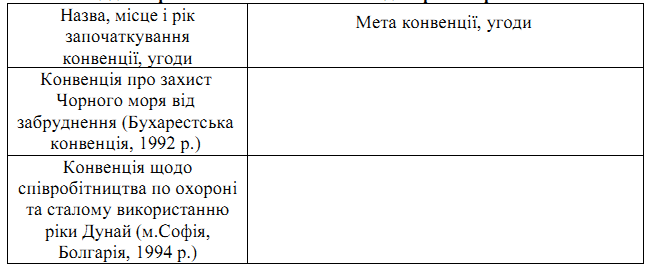 Назва, місце і рік
започаткування
конвенції, угоди
Мета конвенції, угоди
Конвенція про захист
Чорного моря від
забруднення (Бухарестська
конвенція, 1992 р.)
Конвенція щодо
співробітництва по охороні
та сталому використанню
ріки Дунай (м.Софія,
Болгарія, 1994 р.)